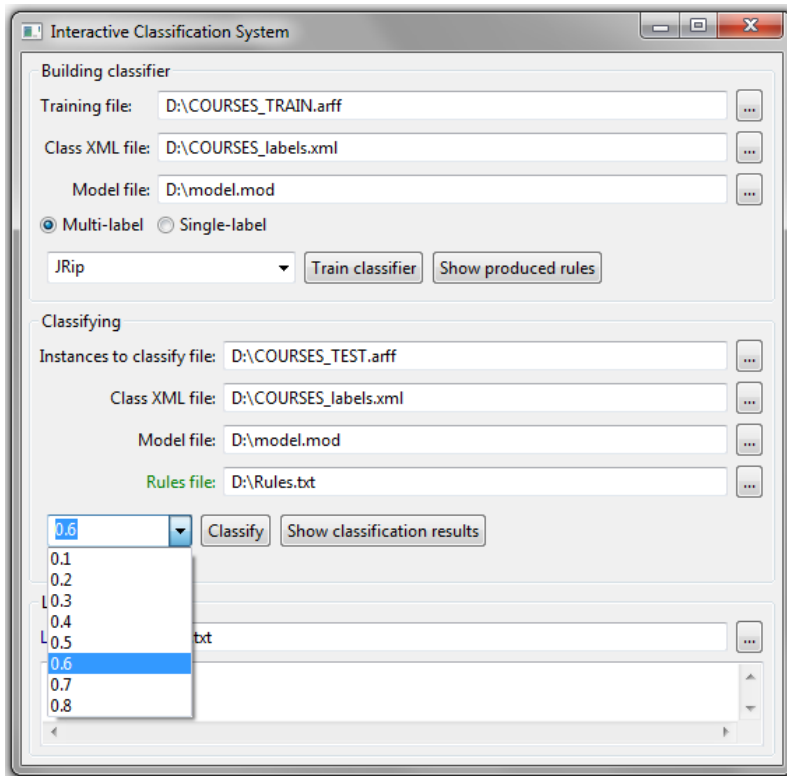 Interactive Classification System
Building classifier
Training file: D:\COURSES_TRAIN.arff ...
Class XML file: D:\COURSES_labels.xml ...
Model file: D:\model.mod ...
Multi-label Single-label
JRip Train classifier Show produced rules
Classifying
Instances to classify file: D:\COURSES_TEST.arff ...
Class XML file: D:\COURSES_labels.xml ...
Model file: D:\model.mod ...
Rules file: D:\Rules.txt ...
0.6 Classify Show classification results
0.1
0.2
0.3
0.4
0.5
txt ...
0.6
0.7
0.8